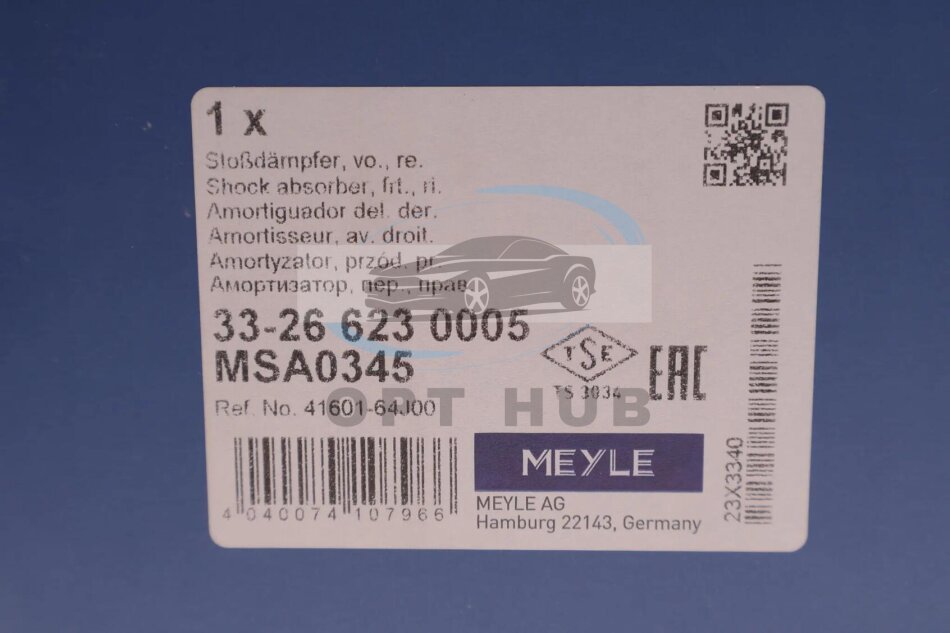 1 x
Stoßdämpfer, vo., re.
Shock absorber, frt., ri.
Amortiguador del. der.
Amortisseur, av. droit.
Amortyzator, przód. pr.
Амортизатор, пер., прав.
33-26 623 0005
MSA0345
TSE
TS 3034
EAC
Ref. No. 41601-64J00
OPT HUB
4 040074 107966
MEYLE
MEYLE AG
Hamburg 22143, Germany
23X3340